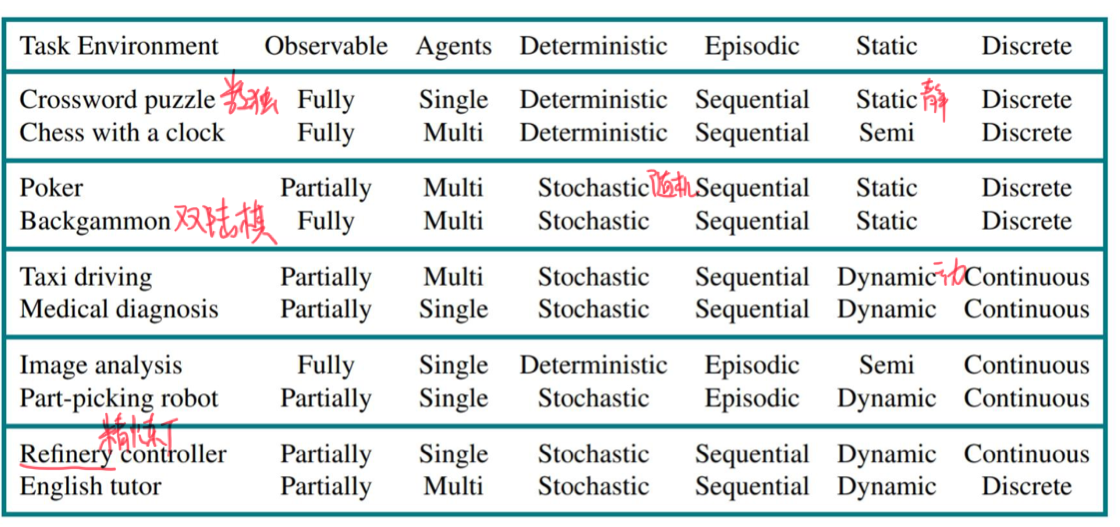 Task Environment Observable Agents Deterministic Episodic Static Discrete
Crossword puzzle 数独 Fully Single Deterministic Sequential Static 静 Discrete
Chess with a clock Fully Multi Deterministic Sequential Semi Discrete
Poker Partially Multi Stochastic 随机 Sequential Static Discrete
Backgammon 双陆棋 Fully Multi Stochastic Sequential Static Discrete
Taxi driving Partially Multi Stochastic Sequential Dynamic 动 Continuous
Medical diagnosis Partially Single Stochastic Sequential Dynamic Continuous
Image analysis Fully Single Deterministic Episodic Semi Continuous
Part-picking robot Partially Single Stochastic Episodic Dynamic Continuous
精炼厂
Refinery controller Partially Single Stochastic Sequential Dynamic Continuous
English tutor Partially Multi Stochastic Sequential Dynamic Discrete